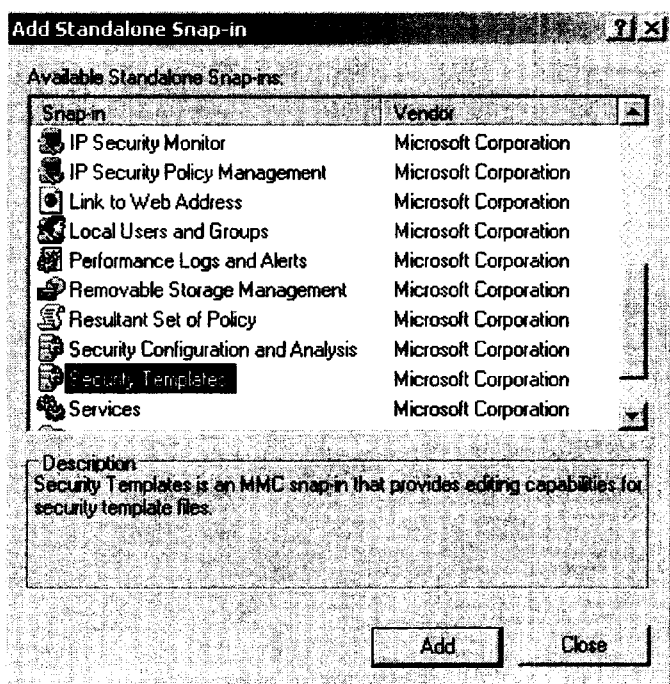 Add Standalone Snap-in
Available Standalone Snap-ins:
Snap-in Vendor
IP Security Monitor Microsoft Corporation
IP Security Policy Management Microsoft Corporation
Link to Web Address Microsoft Corporation
Local Users and Groups Microsoft Corporation
Performance Logs and Alerts Microsoft Corporation
Removable Storage Management Microsoft Corporation
Resultant Set of Policy Microsoft Corporation
Security Configuration and Analysis Microsoft Corporation
Security Templates Microsoft Corporation
Services Microsoft Corporation
Description
Security Templates is an MMC snap-in that provides editing capabilities for
security template files.
Add Close